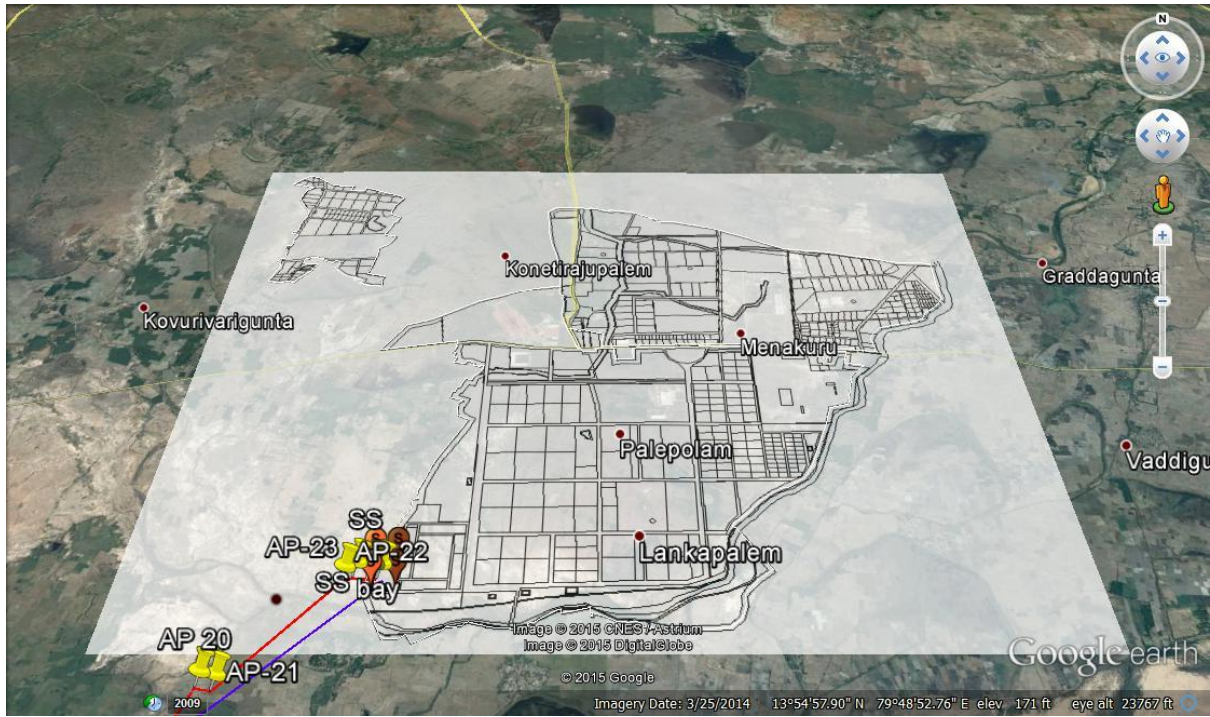 N
Konetirajupalem
Graddagunta
Kovurivarigunta
Menakuru
Palepolam
Vaddigu
SS
AP-23
AP-22
Lankapalem
SS
bay
AP 20
AP-21
Image © 2015 CNES / Astrium
Image © 2015 DigitalGlobe
© 2015 Google
Google earth
2009
Imagery Date: 3/25/2014 13°54'57.90" N 79°48'52.76" E elev 171 ft eye alt 23767 ft